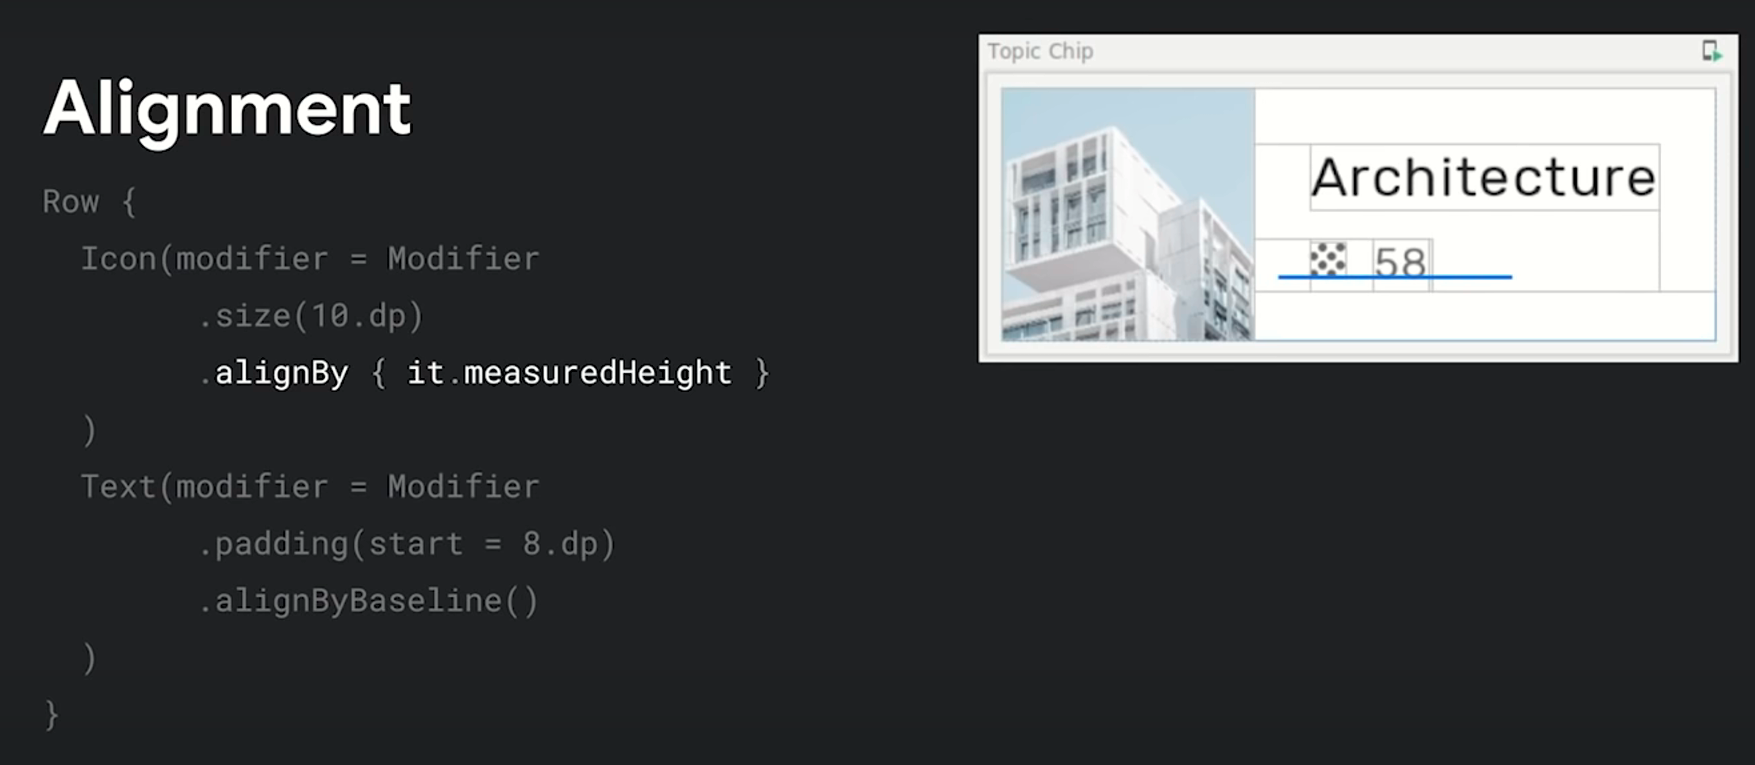 Alignment
Row {
Icon(modifier = Modifier
.size(10.dp)
.alignBy { it.measuredHeight }
)
Text(modifier = Modifier
.padding(start = 8.dp)
.alignByBaseline()
)
}
Topic Chip
Architecture
58